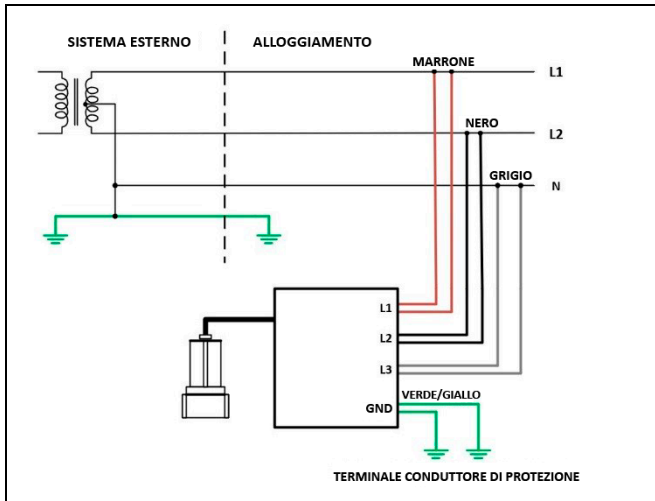 SISTEMA ESTERNO
ALLOGGIAMENTO
MARRONE
L1
NERO
L2
GRIGIO
N
L1
L2
L3
VERDE/GIALLO
GND
TERMINALE CONDUTTORE DI PROTEZIONE